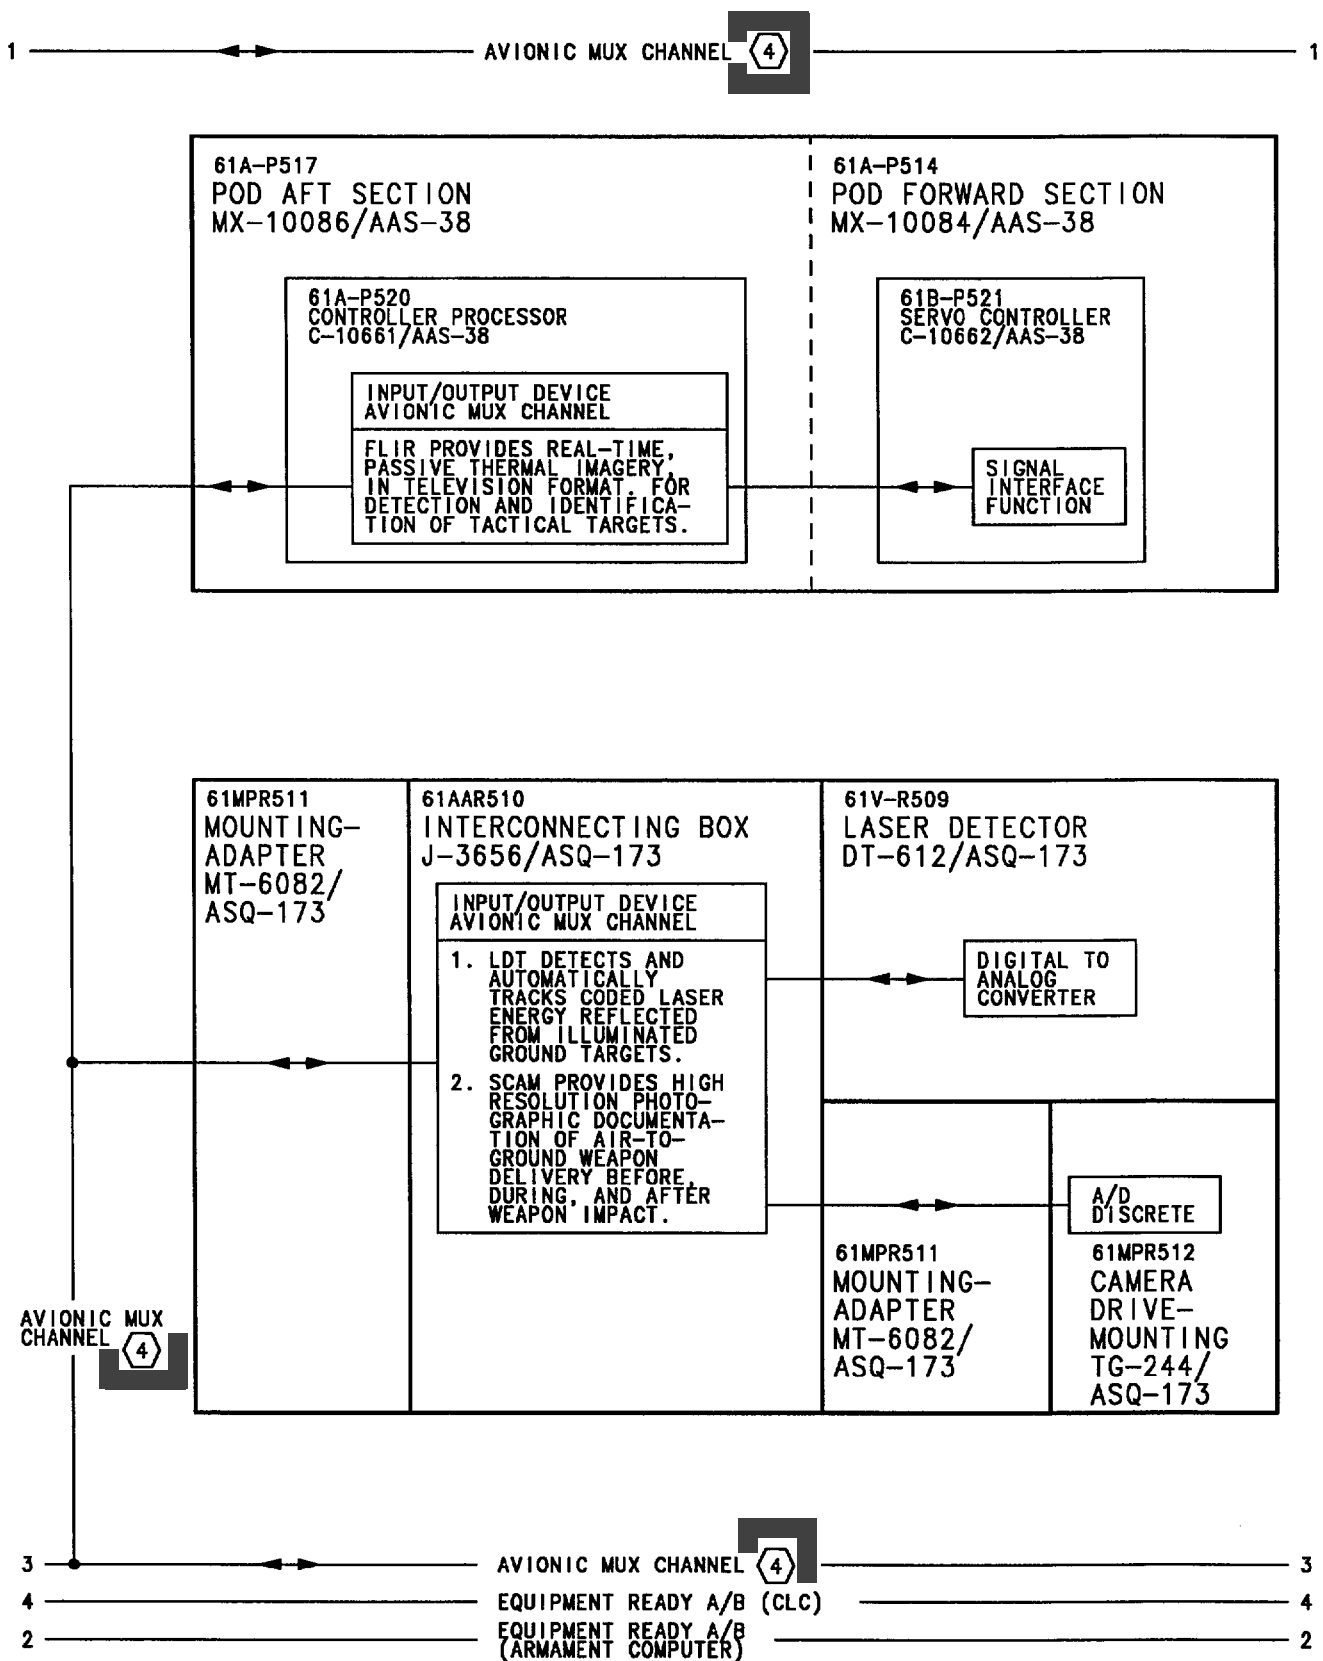 1 AVIONIC MUX CHANNEL 4 1
61A-P517
POD AFT SECTION
MX-10086/AAS-38
61A-P514
POD FORWARD SECTION
MX-10084/AAS-38
61A-P520
CONTROLLER PROCESSOR
C-10661/AAS-38
INPUT/OUTPUT DEVICE
AVIONIC MUX CHANNEL
FLIR PROVIDES REAL-TIME,
PASSIVE THERMAL IMAGERY,
IN TELEVISION FORMAT. FOR
DETECTION AND IDENTIFICA-
TION OF TACTICAL TARGETS.
61B-P521
SERVO CONTROLLER
C-10662/AAS-38
SIGNAL
INTERFACE
FUNCTION
61MPR511
MOUNTING-
ADAPTER
MT-6082/
ASQ-173
61AAR510
INTERCONNECTING BOX
J-3656/ASQ-173
INPUT/OUTPUT DEVICE
AVIONIC MUX CHANNEL
1. LDT DETECTS AND
AUTOMATICALLY
TRACKS CODED LASER
ENERGY REFLECTED
FROM ILLUMINATED
GROUND TARGETS.
2. SCAM PROVIDES HIGH
RESOLUTION PHOTO-
GRAPHIC DOCUMENTA-
TION OF AIR-TO-
GROUND WEAPON
DELIVERY BEFORE,
DURING, AND AFTER
WEAPON IMPACT.
61V-R509
LASER DETECTOR
DT-612/ASQ-173
DIGITAL TO
ANALOG
CONVERTER
61MPR511
MOUNTING-
ADAPTER
MT-6082/
ASQ-173
A/D
DISCRETE
61MPR512
CAMERA
DRIVE-
MOUNTING
TG-244/
ASQ-173
AVIONIC MUX
CHANNEL 4
3 AVIONIC MUX CHANNEL 4 3
4 EQUIPMENT READY A/B (CLC) 4
2 EQUIPMENT READY A/B 2
(ARMAMENT COMPUTER)